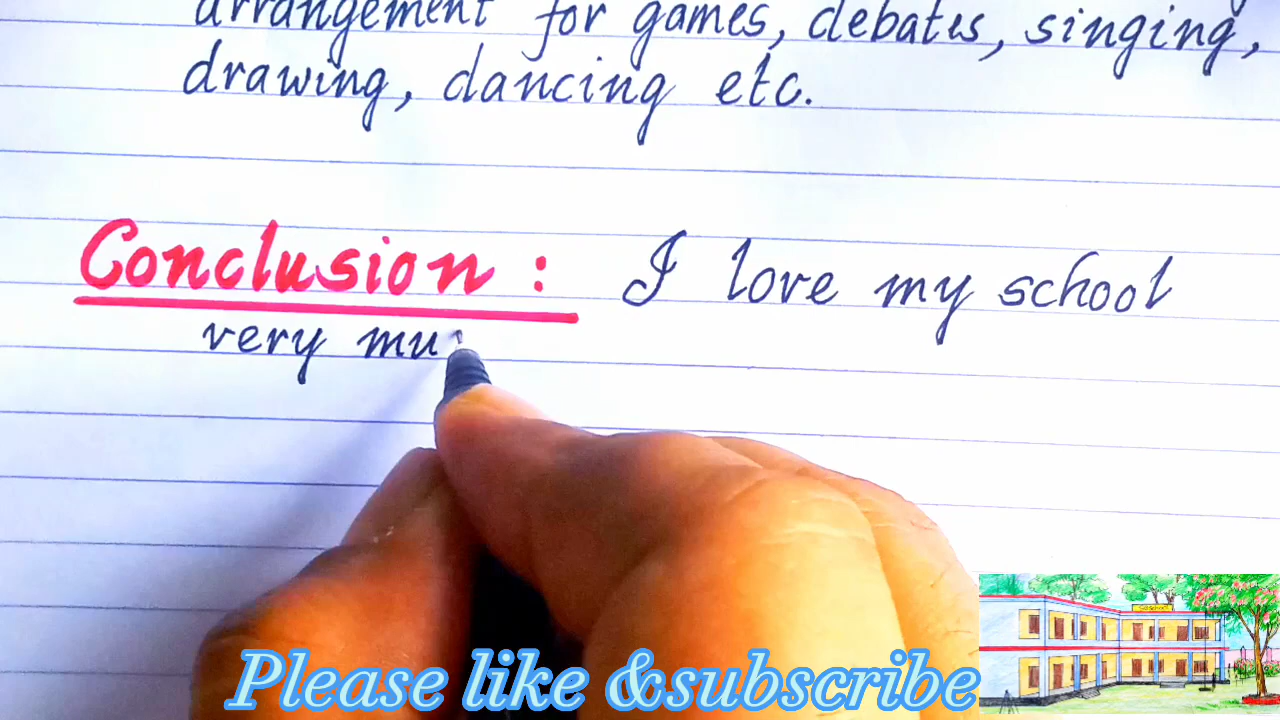 arrangement for games, debates, singing,
drawing, dancing etc.
Conclusion : I love my school
very mu
Please like &subscribe